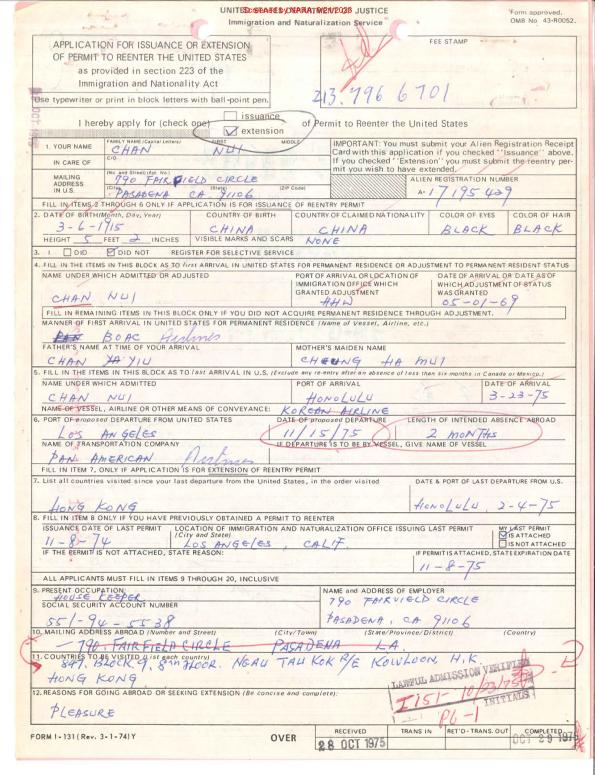 UNITED STATES DEPARTMENT OF JUSTICE
Immigration and Naturalization Service
Form approved.
OMB No. 43-R0052.
APPLICATION FOR ISSUANCE OR EXTENSION
OF PERMIT TO REENTER THE UNITED STATES
as provided in section 223 of the
Immigration and Nationality Act
Use typewriter or print in block letters with ball-point pen.
FEE STAMP
213. 796 6701
I hereby apply for (check one)
issuance
extension
of Permit to Reenter the United States
1. YOUR NAME FAMILY NAME (Capital Letters) FIRST MIDDLE
CHAN NUI
IN CARE OF C/O
MAILING ADDRESS IN U.S. (No. and Street) (Apt. No.)
790 FAIRFIELD CIRCLE
(City) (State) (ZIP Code)
PASADENA CA 91106
IMPORTANT: You must submit your Alien Registration Receipt
Card with this application if you checked "Issuance" above.
If you checked "Extension" you must submit the reentry per-
mit you wish to have extended.
ALIEN REGISTRATION NUMBER
A- 17195429
FILL IN ITEMS 2 THROUGH 6 ONLY IF APPLICATION IS FOR ISSUANCE OF REENTRY PERMIT
2. DATE OF BIRTH (Month, Day, Year) COUNTRY OF BIRTH COUNTRY OF CLAIMED NATIONALITY COLOR OF EYES COLOR OF HAIR
3-6-1915 CHINA CHINA BLACK BLACK
HEIGHT 5 FEET 2 INCHES VISIBLE MARKS AND SCARS NONE
3. I DID DID NOT REGISTER FOR SELECTIVE SERVICE
4. FILL IN THE ITEMS IN THIS BLOCK AS TO first ARRIVAL IN UNITED STATES FOR PERMANENT RESIDENCE OR ADJUSTMENT TO PERMANENT RESIDENT STATUS
NAME UNDER WHICH ADMITTED OR ADJUSTED
CHAN NUI
PORT OF ARRIVAL OR LOCATION OF
IMMIGRATION OFFICE WHICH
GRANTED ADJUSTMENT
HHW
DATE OF ARRIVAL OR DATE AS OF
WHICH ADJUSTMENT OF STATUS
WAS GRANTED
05-01-69
FILL IN REMAINING ITEMS IN THIS BLOCK ONLY IF YOU DID NOT ACQUIRE PERMANENT RESIDENCE THROUGH ADJUSTMENT.
MANNER OF FIRST ARRIVAL IN UNITED STATES FOR PERMANENT RESIDENCE (Name of Vessel, Airline, etc.)
PAN BOAC Airlines
FATHER'S NAME AT TIME OF YOUR ARRIVAL MOTHER'S MAIDEN NAME
CHAN YA YIU CHEUNG HA MUI
5. FILL IN THE ITEMS IN THIS BLOCK AS TO last ARRIVAL IN U.S. (Exclude any re-entry after an absence of less than six months in Canada or Mexico.)
NAME UNDER WHICH ADMITTED PORT OF ARRIVAL DATE OF ARRIVAL
CHAN NUI HONOLULU 3-23-75
NAME OF VESSEL, AIRLINE OR OTHER MEANS OF CONVEYANCE: KOREAN AIRLINE
6. PORT OF proposed DEPARTURE FROM UNITED STATES DATE OF proposed DEPARTURE LENGTH OF INTENDED ABSENCE ABROAD
LOS ANGELES 11/15/75 2 MONTHS
NAME OF TRANSPORTATION COMPANY IF DEPARTURE IS TO BE BY VESSEL, GIVE NAME OF VESSEL
PAN AMERICAN Airlines
FILL IN ITEM 7, ONLY IF APPLICATION IS FOR EXTENSION OF REENTRY PERMIT
7. List all countries visited since your last departure from the United States, in the order visited DATE & PORT OF LAST DEPARTURE FROM U.S.
HONG KONG HONOLULU, 2-4-75
8. FILL IN ITEM 8 ONLY IF YOU HAVE PREVIOUSLY OBTAINED A PERMIT TO REENTER
ISSUANCE DATE OF LAST PERMIT LOCATION OF IMMIGRATION AND NATURALIZATION OFFICE ISSUING LAST PERMIT MY LAST PERMIT
(City and State) IS ATTACHED
11-8-74 LOS ANGELES, CALIF. IS NOT ATTACHED
IF THE PERMIT IS NOT ATTACHED, STATE REASON: IF PERMIT IS ATTACHED, STATE EXPIRATION DATE
11-8-75
ALL APPLICANTS MUST FILL IN ITEMS 9 THROUGH 20, INCLUSIVE
9. PRESENT OCCUPATION: NAME and ADDRESS OF EMPLOYER
HOUSE KEEPER 790 FAIRVIELD CIRCLE
SOCIAL SECURITY ACCOUNT NUMBER
551-94-5538 PASADENA, CA 91106
10. MAILING ADDRESS ABROAD (Number and Street) (City/Town) (State/Province/District) (Country)
790. FAIRFIELD CIRCLE PASADENA LA.
11. COUNTRIES TO BE VISITED (List each country)
847, BLOCK 9, 8th FLOOR. NGAU TAU KOK R/E KOWLOON, H.K.
HONG KONG
LAWFUL ADMISSION VERIFIED
I151-10/23/75
INITIALS
12. REASONS FOR GOING ABROAD OR SEEKING EXTENSION (Be concise and complete):
PLEASURE
FORM I-131 (Rev. 3-1-74) Y
OVER
RECEIVED TRANS IN RET'D-TRANS. OUT COMPLETED
28 OCT 1975 OCT 29 1975